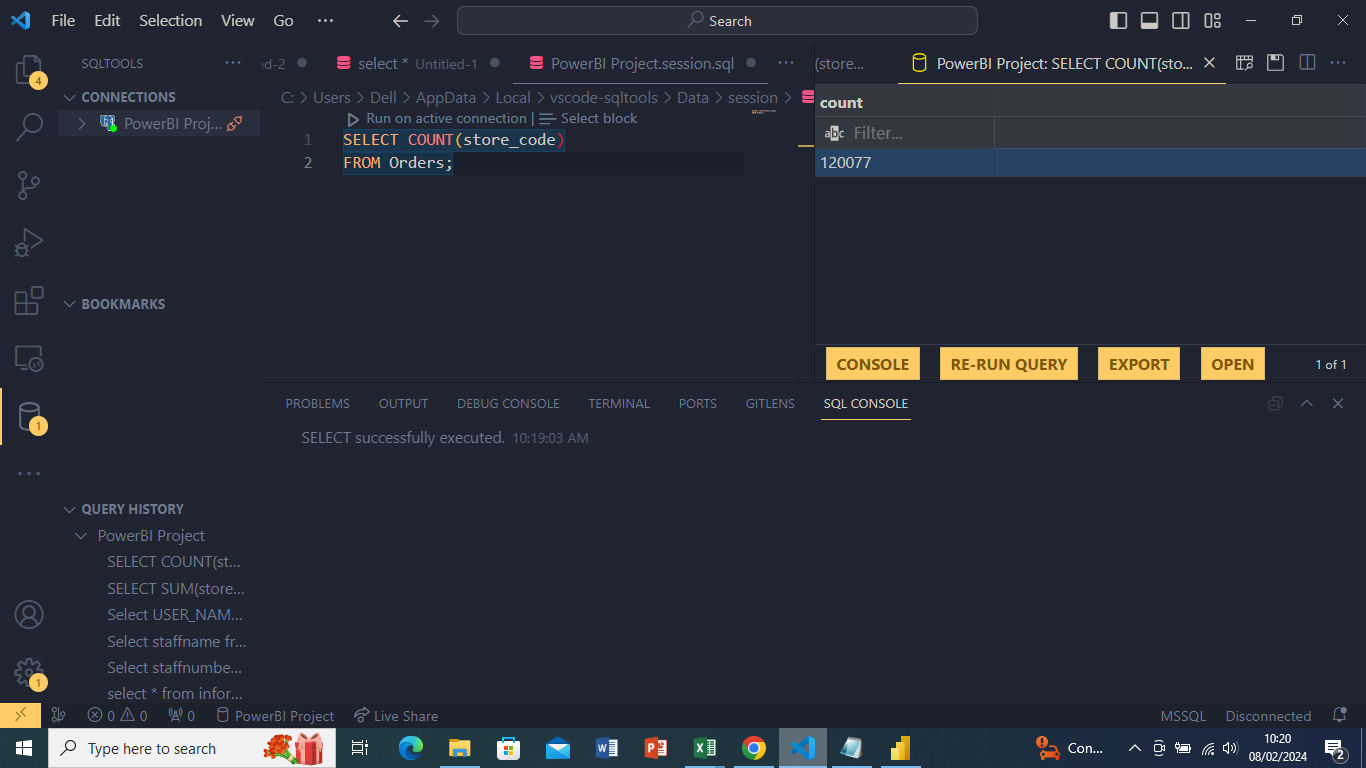 File Edit Selection View Go ··· Search
SQLTOOLS ···
CONNECTIONS
PowerBI Proj...
BOOKMARKS
QUERY HISTORY
PowerBI Project
SELECT COUNT(st...
SELECT SUM(store...
Select USER_NAM...
Select staffname fr...
Select staffnumbe...
select * from infor...
ed-2 select * Untitled-1 PowerBI Project.session.sql ···
C: > Users > Dell > AppData > Local > vscode-sqltools > Data > session >
Run on active connection | Select block
1 SELECT COUNT(store_code)
2 FROM Orders;
(store... PowerBI Project: SELECT COUNT(sto... ···
count
abc Filter...
120077
CONSOLE RE-RUN QUERY EXPORT OPEN 1 of 1
PROBLEMS OUTPUT DEBUG CONSOLE TERMINAL PORTS GITLENS SQL CONSOLE
SELECT successfully executed. 10:19:03 AM
4
1
···
1
0 0 0 PowerBI Project Live Share MSSQL Disconnected
Type here to search Con... 10:20
08/02/2024
2